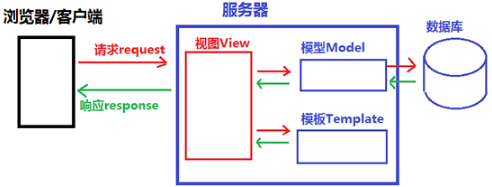 浏览器/客户端
服务器
数据库
请求request
视图View
模型Model
响应response
模板Template